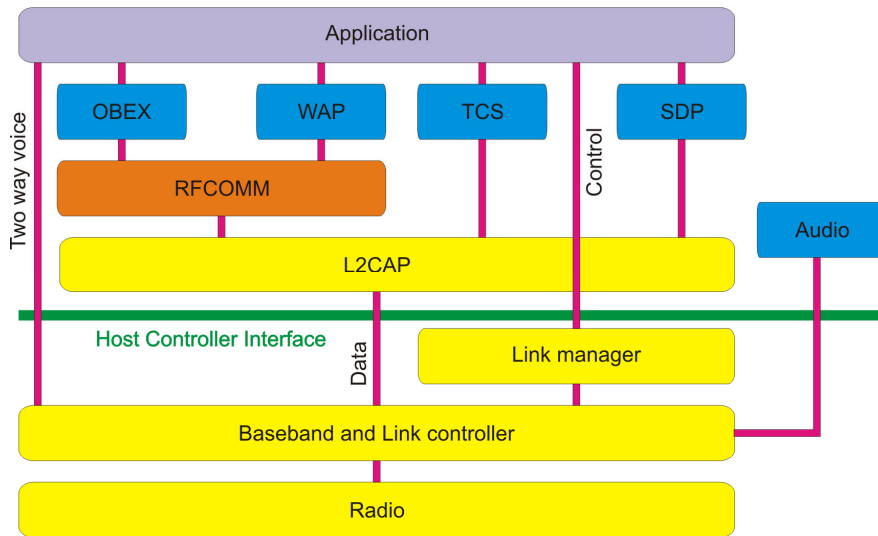 Application
OBEX
WAP
TCS
SDP
Two way voice
Control
RFCOMM
Audio
L2CAP
Host Controller Interface
Data
Link manager
Baseband and Link controller
Radio